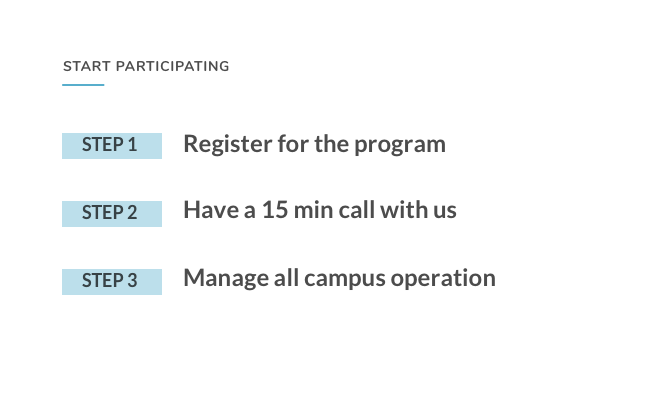 START PARTICIPATING
STEP 1 Register for the program
STEP 2 Have a 15 min call with us
STEP 3 Manage all campus operation